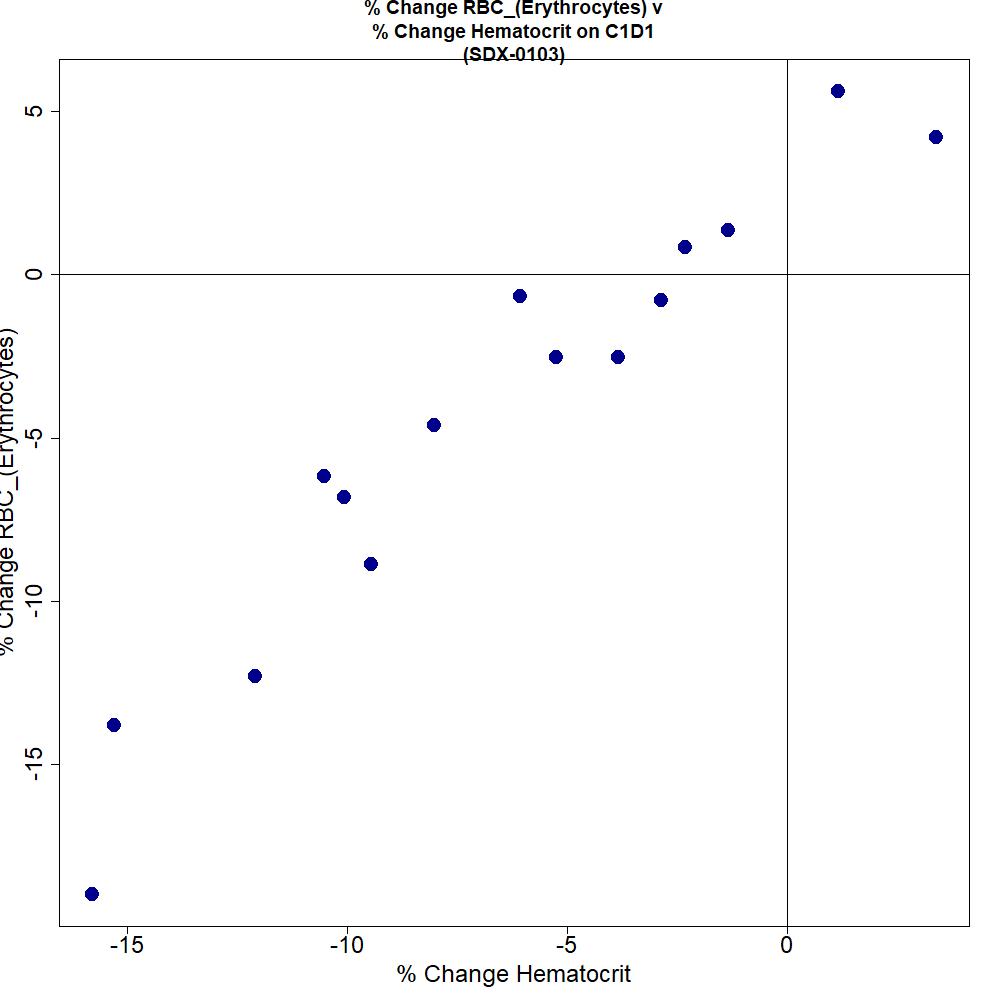 % Change RBC_(Erythrocytes) v
% Change Hematocrit on C1D1
(SDX-0103)
% Change RBC_(Erythrocytes)
5
0
-5
-10
-15
-15
-10
-5
0
% Change Hematocrit